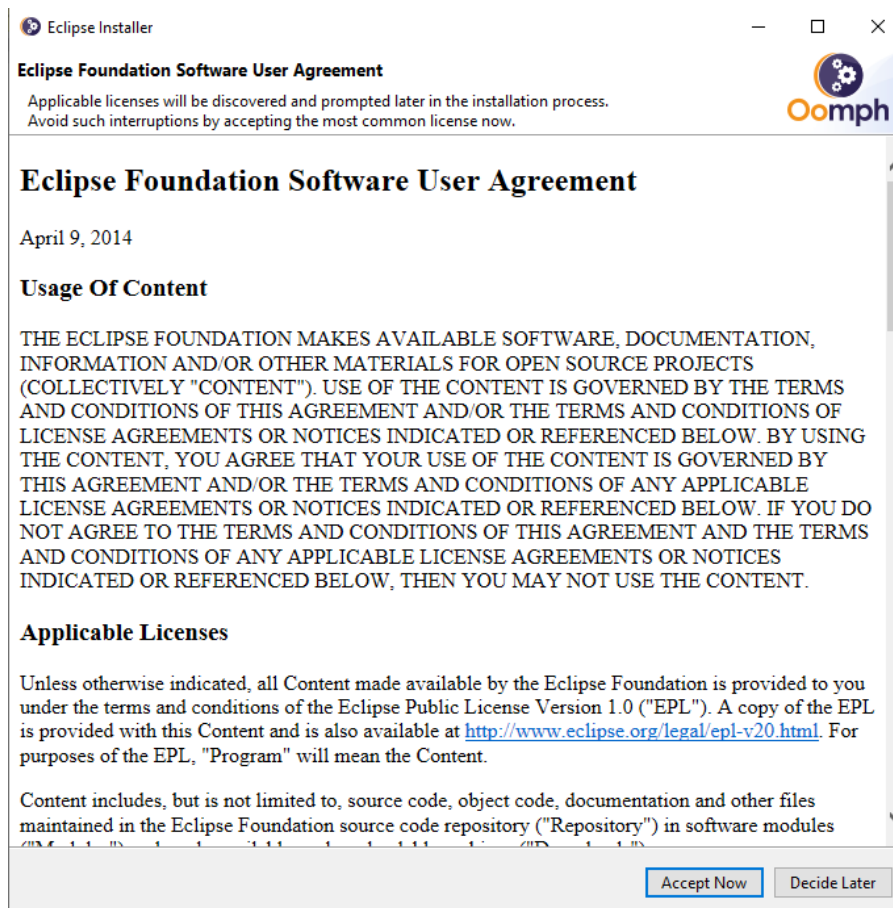 Eclipse Installer
Eclipse Foundation Software User Agreement
Applicable licenses will be discovered and prompted later in the installation process.
Avoid such interruptions by accepting the most common license now.
Oomph
Eclipse Foundation Software User Agreement
April 9, 2014
Usage Of Content
THE ECLIPSE FOUNDATION MAKES AVAILABLE SOFTWARE, DOCUMENTATION,
INFORMATION AND/OR OTHER MATERIALS FOR OPEN SOURCE PROJECTS
(COLLECTIVELY "CONTENT"). USE OF THE CONTENT IS GOVERNED BY THE TERMS
AND CONDITIONS OF THIS AGREEMENT AND/OR THE TERMS AND CONDITIONS OF
LICENSE AGREEMENTS OR NOTICES INDICATED OR REFERENCED BELOW. BY USING
THE CONTENT, YOU AGREE THAT YOUR USE OF THE CONTENT IS GOVERNED BY
THIS AGREEMENT AND/OR THE TERMS AND CONDITIONS OF ANY APPLICABLE
LICENSE AGREEMENTS OR NOTICES INDICATED OR REFERENCED BELOW. IF YOU DO
NOT AGREE TO THE TERMS AND CONDITIONS OF THIS AGREEMENT AND THE TERMS
AND CONDITIONS OF ANY APPLICABLE LICENSE AGREEMENTS OR NOTICES
INDICATED OR REFERENCED BELOW, THEN YOU MAY NOT USE THE CONTENT.
Applicable Licenses
Unless otherwise indicated, all Content made available by the Eclipse Foundation is provided to you
under the terms and conditions of the Eclipse Public License Version 1.0 ("EPL"). A copy of the EPL
is provided with this Content and is also available at http://www.eclipse.org/legal/epl-v20.html. For
purposes of the EPL, "Program" will mean the Content.
Content includes, but is not limited to, source code, object code, documentation and other files
maintained in the Eclipse Foundation source code repository ("Repository") in software modules
Accept Now
Decide Later